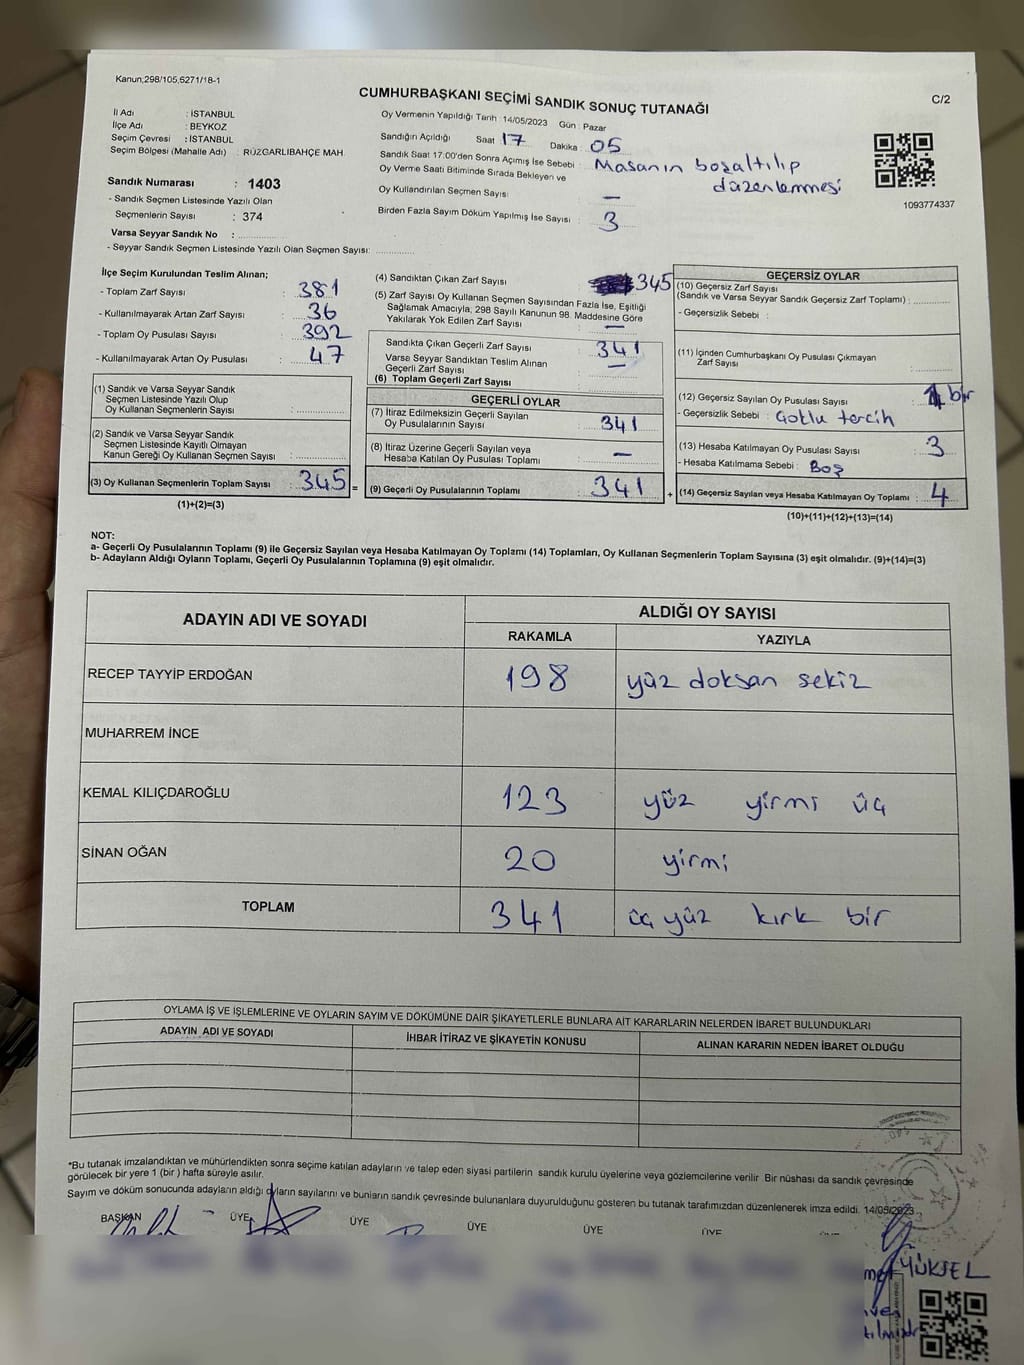 Kanun,298/105,6271/18-1
C/2
CUMHURBAŞKANI SEÇİMİ SANDIK SONUÇ TUTANAĞI
İl Adı : İSTANBUL
İlçe Adı : BEYKOZ
Seçim Çevresi : İSTANBUL
Seçim Bölgesi (Mahalle Adı) : RÜZGARLIBAHÇE MAH.
Sandık Numarası : 1403
- Sandık Seçmen Listesinde Yazılı Olan
Seçmenlerin Sayısı : 374
Varsa Seyyar Sandık No :
- Seyyar Sandık Listesinde Yazılı Olan Seçmen Sayısı:
Oy Vermenin Yapıldığı Tarih : 14/05/2023 Gün : Pazar
Sandığın Açıldığı Saat 17 Dakika : 05
Sandık Saat 17:00'den Sonra Açımış İse Sebebi : Masanın boşaltılıp
düzenlenmesi
Oy Verme Saati Bitiminde Sırada Bekleyen ve
Oy Kullandırılan Seçmen Sayısı : —
Birden Fazla Sayım Döküm Yapılmış İse Sayısı : 3
1093774337
İlçe Seçim Kurulundan Teslim Alınan;
- Toplam Zarf Sayısı : 381
- Kullanılmayarak Artan Zarf Sayısı : 36
- Toplam Oy Pusulası Sayısı : 392
- Kullanılmayarak Artan Oy Pusulası : 47
(1) Sandık ve Varsa Seyyar Sandık
Seçmen Listesinde Yazılı Olup
Oy Kullanan Seçmenlerin Sayısı :
(2) Sandık ve Varsa Seyyar Sandık
Seçmen Listesinde Kayıtlı Olmayan
Kanun Gereği Oy Kullanan Seçmen Sayısı :
(3) Oy Kullanan Seçmenlerin Toplam Sayısı : 345 =
(1)+(2)=(3)
(4) Sandıktan Çıkan Zarf Sayısı 345
(5) Zarf Sayısı Oy Kullanan Seçmen Sayısından Fazla İse, Eşitliği
Sağlamak Amacıyla, 298 Sayılı Kanunun 98. Maddesine Göre
Yakılarak Yok Edilen Zarf Sayısı : —
Sandıkta Çıkan Geçerli Zarf Sayısı : 341
Varsa Seyyar Sandıktan Teslim Alınan
Geçerli Zarf Sayısı : —
(6) Toplam Geçerli Zarf Sayısı :
GEÇERLİ OYLAR
(7) İtiraz Edilmeksizin Geçerli Sayılan
Oy Pusulalarının Sayısı : 341
(8) İtiraz Üzerine Geçerli Sayılan veya
Hesaba Katılan Oy Pusulası Toplamı : —
(9) Geçerli Oy Pusulalarının Toplamı : 341 +
GEÇERSİZ OYLAR
(10) Geçersiz Zarf Sayısı
(Sandık ve Varsa Seyyar Sandık Geçersiz Zarf Toplamı) :
- Geçersizlik Sebebi :
(11) İçinden Cumhurbaşkanı Oy Pusulası Çıkmayan
Zarf Sayısı :
(12) Geçersiz Sayılan Oy Pusulası Sayısı : 1 bir
- Geçersizlik Sebebi : Çoklu tercih
(13) Hesaba Katılmayan Oy Pusulası Sayısı : 3
- Hesaba Katılmama Sebebi : Boş
(14) Geçersiz Sayılan veya Hesaba Katılmayan Oy Toplamı : 4
(10)+(11)+(12)+(13)=(14)
NOT:
a- Geçerli Oy Pusulalarının Toplamı (9) ile Geçersiz Sayılan veya Hesaba Katılmayan Oy Toplamı (14) Toplamları, Oy Kullanan Seçmenlerin Toplam Sayısına (3) eşit olmalıdır. (9)+(14)=(3)
b- Adayların Aldığı Oyların Toplamı, Geçerli Oy Pusulalarının Toplamına (9) eşit olmalıdır.
ADAYIN ADI VE SOYADI
ALDIĞI OY SAYISI
RAKAMLA YAZIYLA
RECEP TAYYİP ERDOĞAN 198 yüz doksan sekiz
MUHARREM İNCE
KEMAL KILIÇDAROĞLU 123 yüz yirmi üç
SİNAN OĞAN 20 yirmi
TOPLAM 341 üç yüz kırk bir
OYLAMA İŞ VE İŞLEMLERİNE VE OYLARIN SAYIM VE DÖKÜMÜNE DAİR ŞİKAYETLERLE BUNLARA AİT KARARLARIN NELERDEN İBARET BULUNDUKLARI
ADAYIN ADI VE SOYADI İHBAR İTİRAZ VE ŞİKAYETİN KONUSU ALINAN KARARIN NEDEN İBARET OLDUĞU
*Bu tutanak imzalandıktan ve mühürlendikten sonra seçime katılan adayların ve talep eden siyasi partilerin sandık kurulu üyelerine veya gözlemcilerine verilir Bir nüshası da sandık çevresinde
görülecek bir yere 1 (bir ) hafta süreyle asılır.
Sayım ve döküm sonucunda adayların aldığı oyların sayılarını ve bunların sandık çevresinde bulunanlara duyurulduğunu gösteren bu tutanak tarafımızdan düzenlenerek imza edildi. 14/05/2023
BAŞKAN ÜYE ÜYE ÜYE ÜYE ÜYE
YÜKSEL